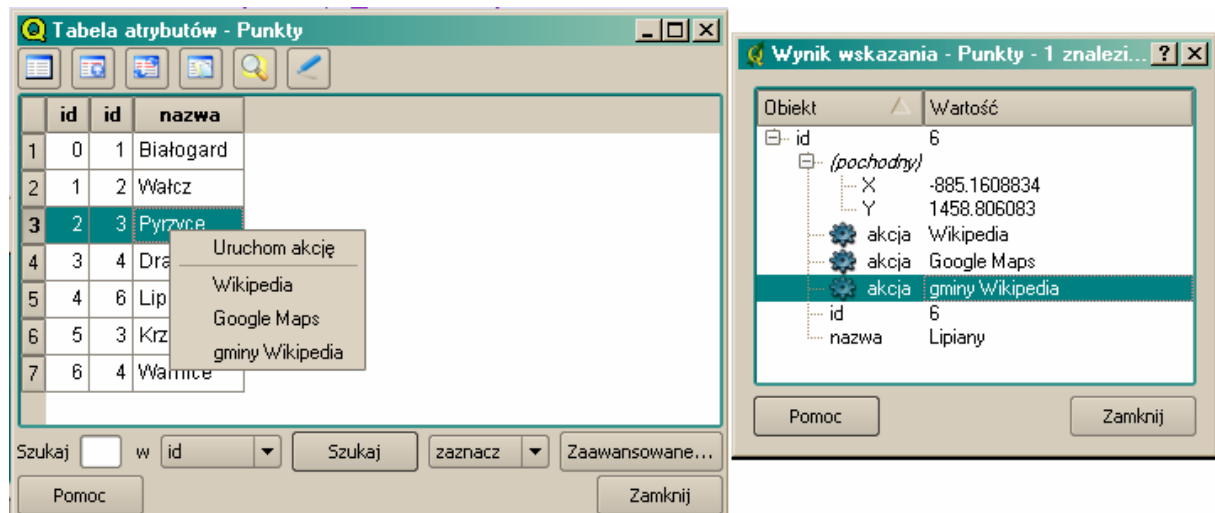 Tabela atrybutów - Punkty
id id nazwa
1 0 1 Białogard
2 1 2 Wałcz
3 2 3 Pyrzyce
4 3 4
5 4 6
6 5 3
7 6 4 Warnice
Uruchom akcję
Wikipedia
Google Maps
gminy Wikipedia
Szukaj w id Szukaj zaznacz Zaawansowane...
Pomoc Zamknij
Wynik wskazania - Punkty - 1 znalezi...
Obiekt Wartość
id 6
(pochodny)
X -885.1608834
Y 1458.806083
akcja Wikipedia
akcja Google Maps
akcja gminy Wikipedia
id 6
nazwa Lipiany
Pomoc Zamknij